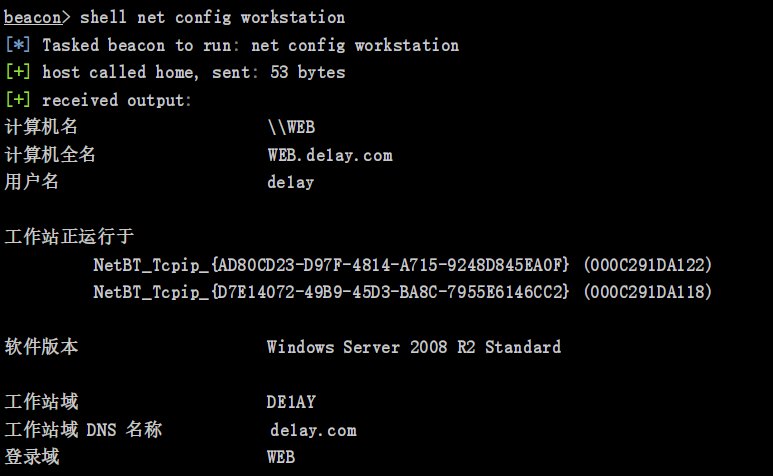 beacon> shell net config workstation
[*] Tasked beacon to run: net config workstation
[+] host called home, sent: 53 bytes
[+] received output:
计算机名 \\WEB
计算机全名 WEB.delay.com
用户名 delay
工作站正运行于
NetBT_Tcpip_{AD80CD23-D97F-4814-A715-9248D845EA0F} (000C291DA122)
NetBT_Tcpip_{D7E14072-49B9-45D3-BA8C-7955E6146CC2} (000C291DA118)
软件版本 Windows Server 2008 R2 Standard
工作站域 DE1AY
工作站域 DNS 名称 delay.com
登录域 WEB